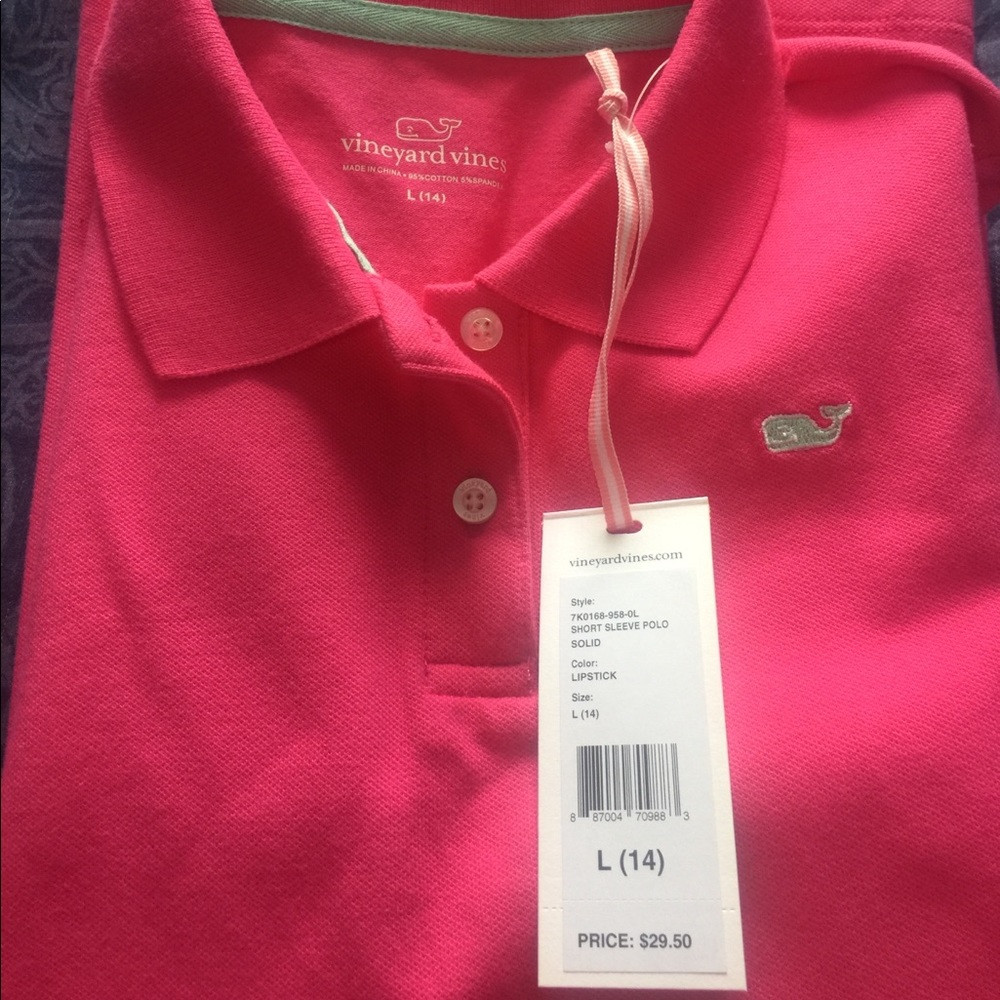 vineyard vines
MADE IN CHINA • 95%COTTON 5%SPANDEX
L (14)
vineyardvines.com
Style:
7K0168-958-0L
SHORT SLEEVE POLO
SOLID
Color:
LIPSTICK
Size:
L (14)
8 87004 70988 3
L (14)
PRICE: $29.50